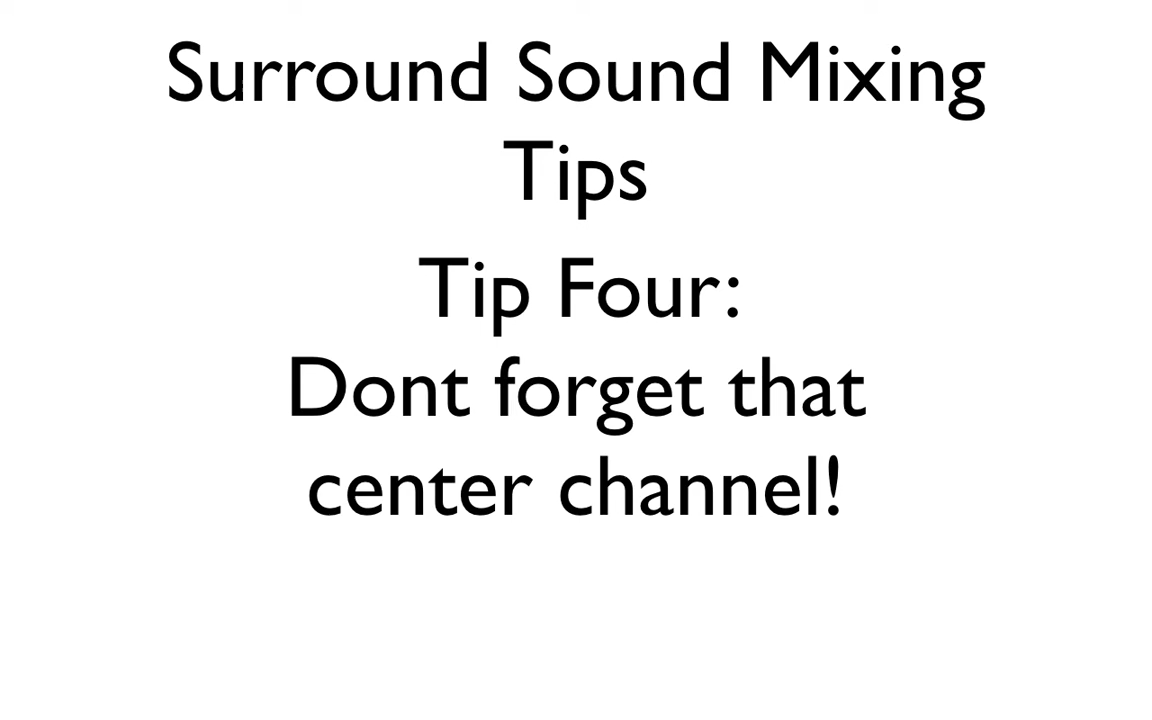 Surround Sound Mixing
Tips
Tip Four:
Dont forget that
center channel!